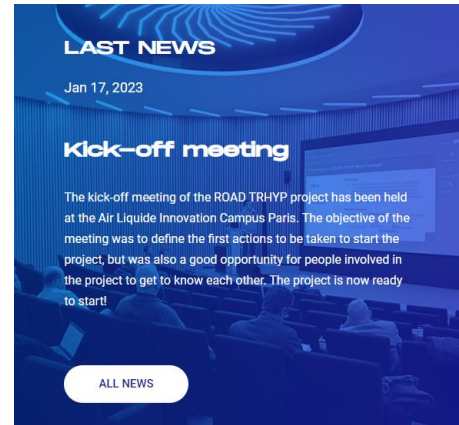 LAST NEWS
Jan 17, 2023
Kick-off meeting
The kick-off meeting of the ROAD TRHYP project has been held
at the Air Liquide Innovation Campus Paris. The objective of the
meeting was to define the first actions to be taken to start the
project, but was also a good opportunity for people involved in
the project to get to know each other. The project is now ready
to start!
ALL NEWS